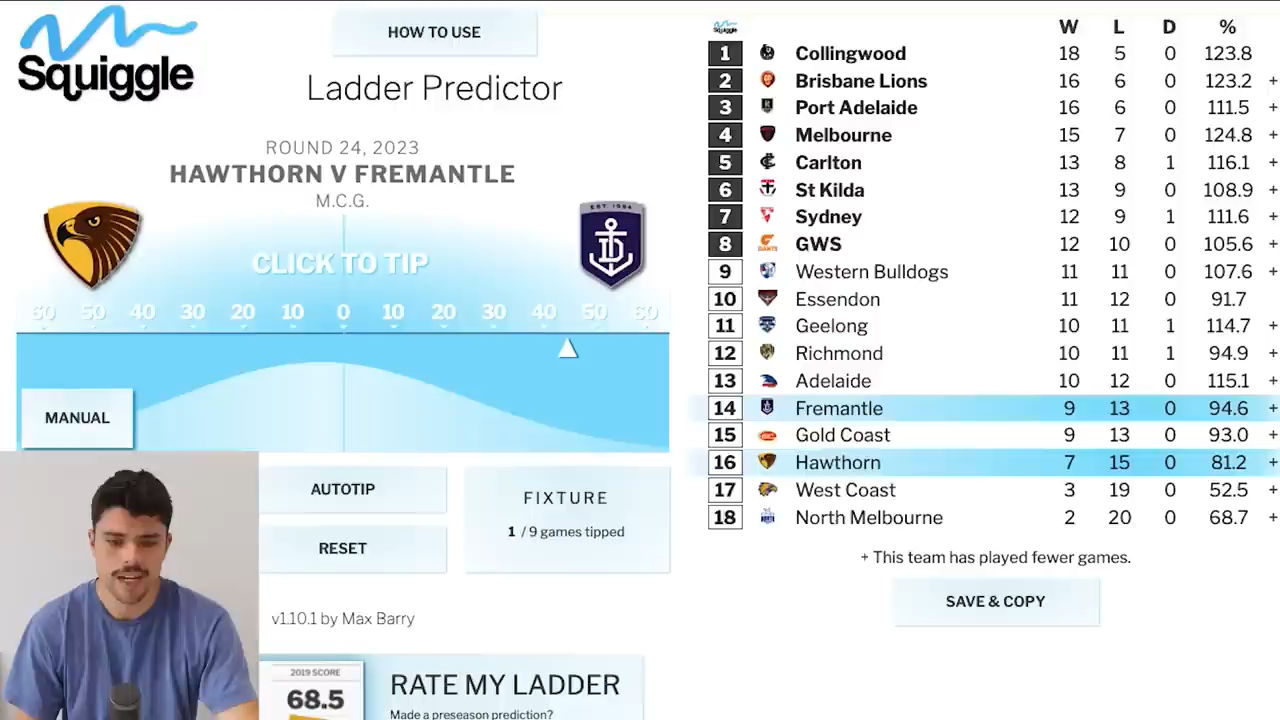 Squiggle
HOW TO USE
Ladder Predictor
ROUND 24, 2023
HAWTHORN V FREMANTLE
M.C.G.
EST 1994
CLICK TO TIP
60 50 40 30 20 10 0 10 20 30 40 50 60
MANUAL
AUTOTIP
RESET
FIXTURE
1 / 9 games tipped
v1.10.1 by Max Barry
2019 SCORE
68.5
RATE MY LADDER
Made a preseason prediction?
Squiggle W L D %
1 Collingwood 18 5 0 123.8
2 Brisbane Lions 16 6 0 123.2 +
3 Port Adelaide 16 6 0 111.5 +
4 Melbourne 15 7 0 124.8 +
5 Carlton 13 8 1 116.1 +
6 St Kilda 13 9 0 108.9 +
7 Sydney 12 9 1 111.6 +
8 GWS 12 10 0 105.6 +
9 Western Bulldogs 11 11 0 107.6 +
10 Essendon 11 12 0 91.7
11 Geelong 10 11 1 114.7 +
12 Richmond 10 11 1 94.9 +
13 Adelaide 10 12 0 115.1 +
14 Fremantle 9 13 0 94.6 +
15 Gold Coast 9 13 0 93.0 +
16 Hawthorn 7 15 0 81.2 +
17 West Coast 3 19 0 52.5 +
18 North Melbourne 2 20 0 68.7 +
+ This team has played fewer games.
SAVE & COPY